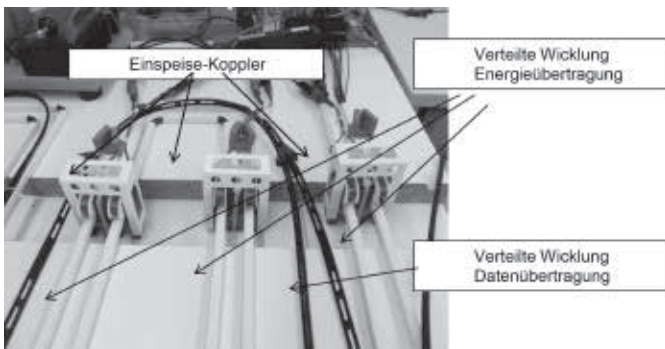 Einspeise-Koppler
Verteilte Wicklung
Energieübertragung
Verteilte Wicklung
Datenübertragung